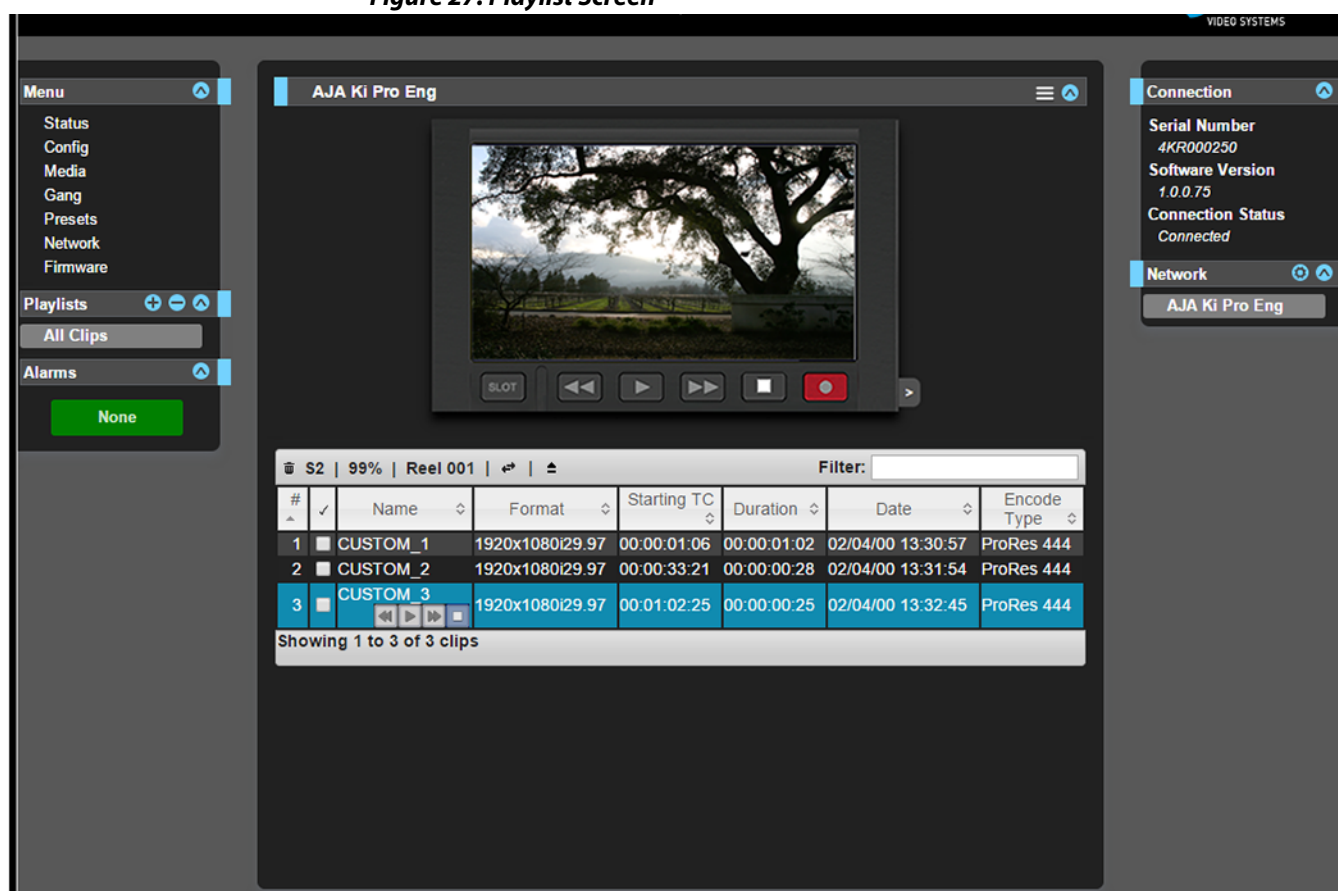 Figure 27. Playlist Screen
VIDEO SYSTEMS
Menu
Status
Config
Media
Gang
Presets
Network
Firmware
Playlists
All Clips
Alarms
None
AJA Ki Pro Eng
SLOT
>
S2 | 99% | Reel 001 | |
Filter:
# ✓ Name Format Starting TC Duration Date Encode Type
1 CUSTOM_1 1920x1080i29.97 00:00:01:06 00:00:01:02 02/04/00 13:30:57 ProRes 444
2 CUSTOM_2 1920x1080i29.97 00:00:33:21 00:00:00:28 02/04/00 13:31:54 ProRes 444
3 CUSTOM_3 1920x1080i29.97 00:01:02:25 00:00:00:25 02/04/00 13:32:45 ProRes 444
Showing 1 to 3 of 3 clips
Connection
Serial Number
4KR000250
Software Version
1.0.0.75
Connection Status
Connected
Network
AJA Ki Pro Eng